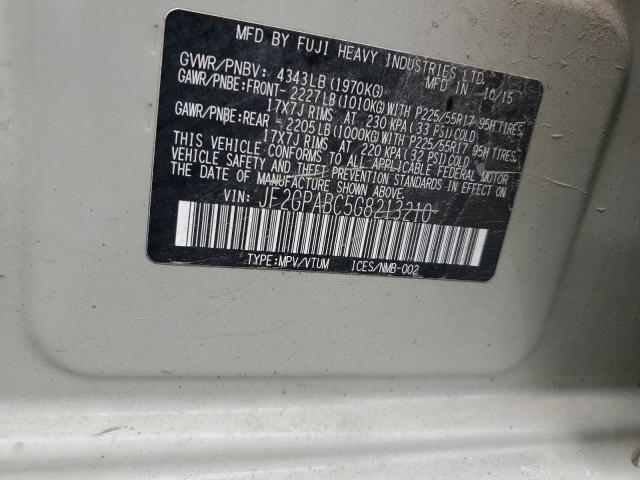 MFD BY FUJI HEAVY INDUSTRIES LTD.
GVWR/PNBV: 4343LB(1970KG) MFD IN 10/15
GAWR/PNBE:FRONT- 2227LB(1010KG)WITH P225/55R17 95H TIRES,
17X7J RIMS AT 230 KPA(33 PSI)COLD
GAWR/PNBE:REAR - 2205LB(1000KG)WITH P225/55R17 95H TIRES,
17X7J RIMS AT 220 KPA(32 PSI)COLD
THIS VEHICLE CONFORMS TO ALL APPLICABLE FEDERAL MOTOR
VEHICLE SAFETY AND THEFT PREVENTION STANDARDS IN EFFECT ON
THE DATE OF MANUFACTURE SHOWN ABOVE.
VIN: JF2GPABC5G8213210
TYPE:MPV/VTUM ICES/NMB-002